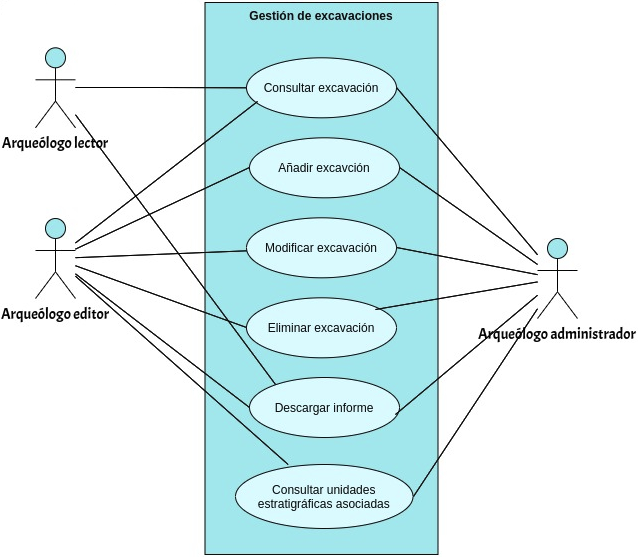 Gestión de excavaciones
Consultar excavación
Arqueólogo lector
Añadir excavción
Modificar excavación
Arqueólogo editor
Eliminar excavación
Arqueólogo administrador
Descargar informe
Consultar unidades
estratigráficas asociadas